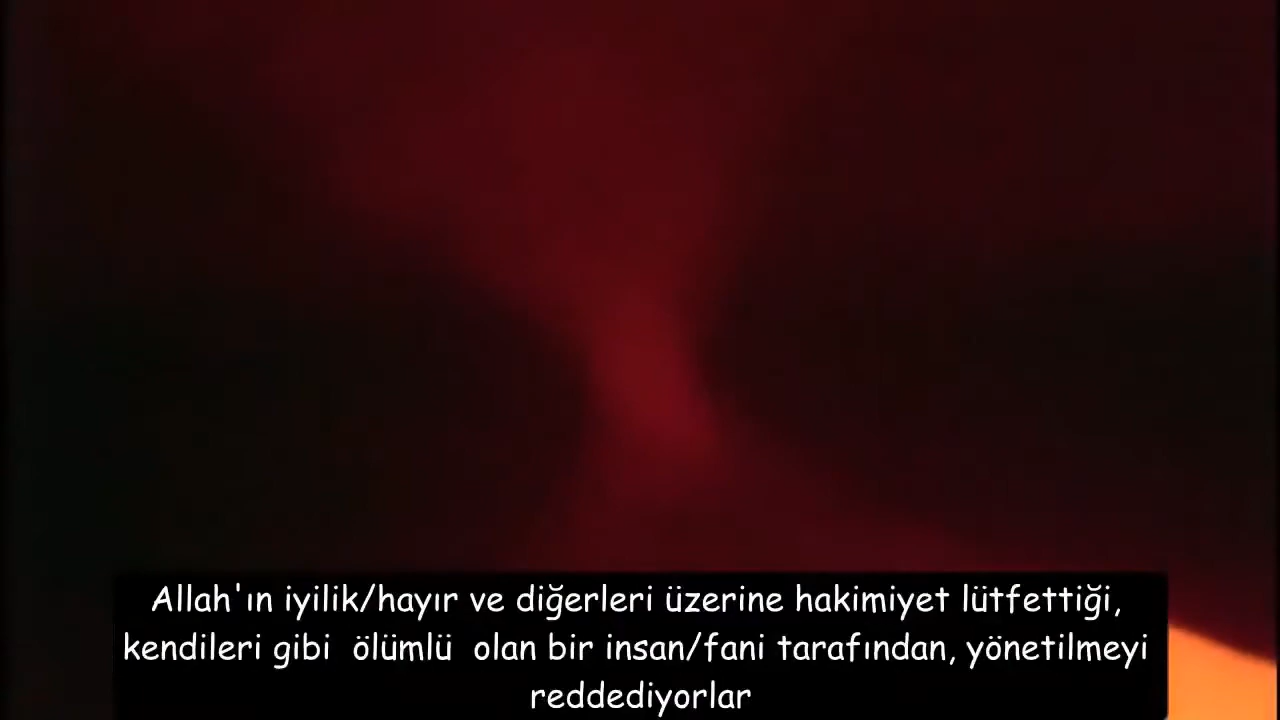 Allah'ın iyilik/hayır ve diğerleri üzerine hakimiyet lütfettiği,
kendileri gibi  ölümlü  olan bir insan/fani tarafından, yönetilmeyi
reddediyorlar